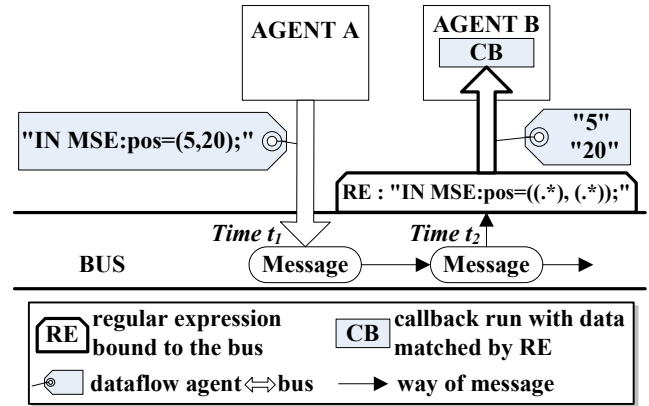 AGENT A
AGENT B
CB
"IN MSE:pos=(5,20);"
"5"
"20"
RE : "IN MSE:pos=((.*), (.*));"
Time t1
Time t2
BUS
Message
Message
RE
regular expression
bound to the bus
CB
callback run with data
matched by RE
dataflow agent⇔bus
way of message